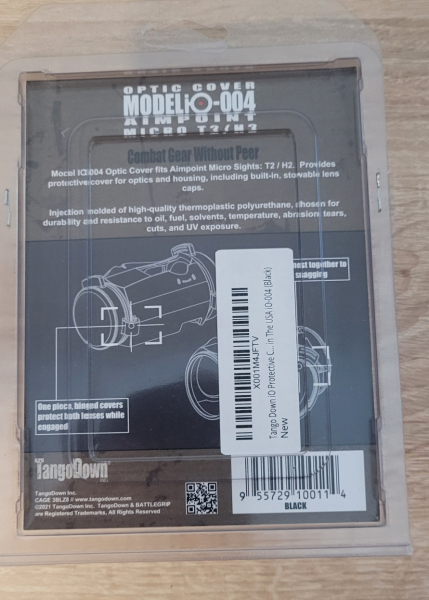 OPTIC COVER
MODEL iO-004
AIMPOINT
MICRO T2/H2
Combat Gear Without Peer
Model iO-004 Optic Cover fits Aimpoint Micro Sights: T2 / H2. Provides
protective cover for optics and housing, including built-in, stowable lens
caps.
Injection molded of high-quality thermoplastic polyurethane, chosen for
durability and resistance to oil, fuel, solvents, temperature, abrasion, tears,
cuts, and UV exposure.
nest together to
snagging
X001M4JFTV
Tango Down iO Protective C... in The USA iO-004 (Black)
New
One piece, hinged covers
protect both lenses while
engaged
TangoDown
TangoDown Inc.
CAGE 3BLZ8 // www.tangodown.com
©2021 TangoDown Inc. TangoDown & BATTLEGRIP
are Registered Trademarks, All Rights Reserved
9 55729 10011 4
BLACK